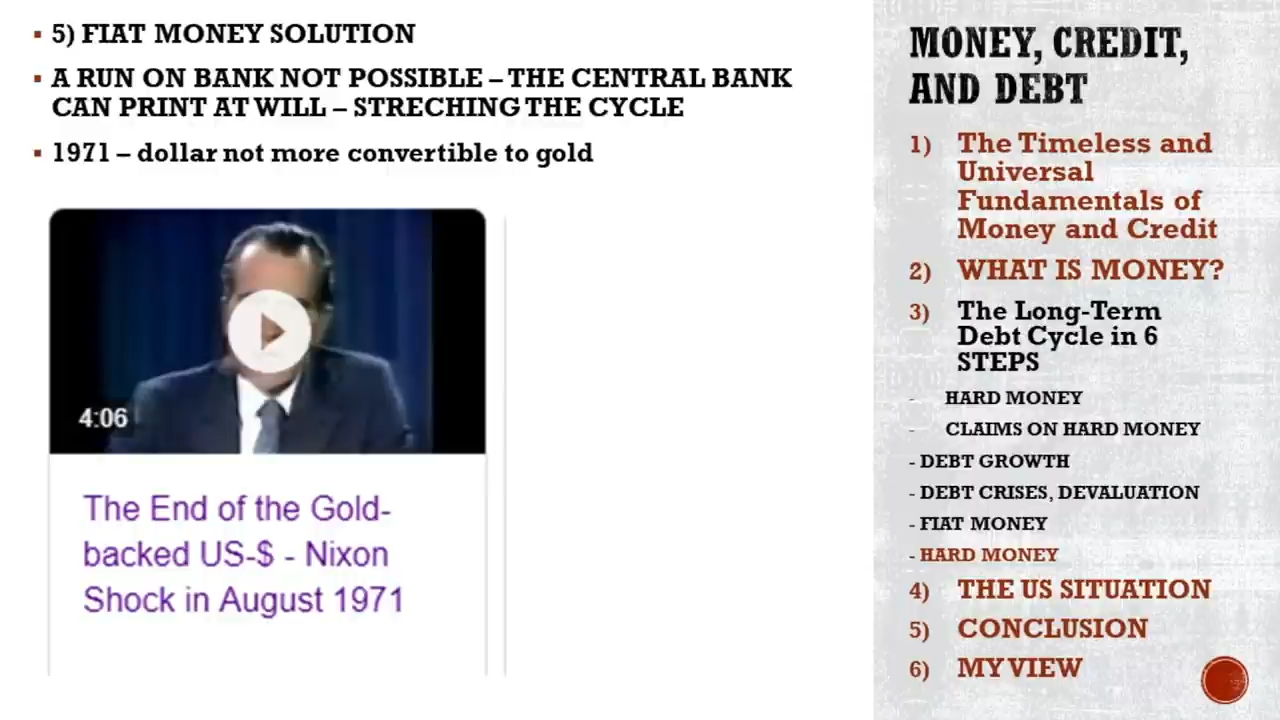 5) FIAT MONEY SOLUTION
A RUN ON BANK NOT POSSIBLE – THE CENTRAL BANK
CAN PRINT AT WILL – STRECHING THE CYCLE
1971 – dollar not more convertible to gold
4:06
The End of the Gold-
backed US-$ - Nixon
Shock in August 1971
MONEY, CREDIT,
AND DEBT
1) The Timeless and
Universal
Fundamentals of
Money and Credit
2) WHAT IS MONEY?
3) The Long-Term
Debt Cycle in 6
STEPS
- HARD MONEY
- CLAIMS ON HARD MONEY
- DEBT GROWTH
- DEBT CRISES, DEVALUATION
- FIAT MONEY
- HARD MONEY
4) THE US SITUATION
5) CONCLUSION
6) MY VIEW